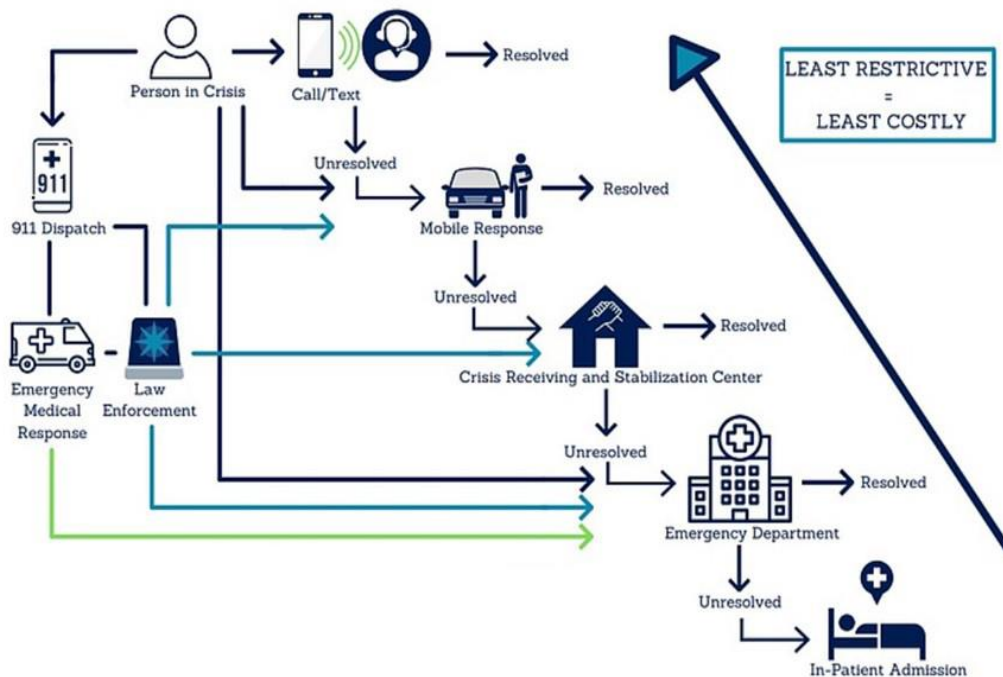 Person in Crisis
Call/Text
Resolved
LEAST RESTRICTIVE
=
LEAST COSTLY
911
911 Dispatch
Unresolved
Mobile Response
Resolved
Unresolved
Emergency
Medical
Response
Law
Enforcement
Crisis Receiving and Stabilization Center
Resolved
Unresolved
Emergency Department
Resolved
Unresolved
In-Patient Admission